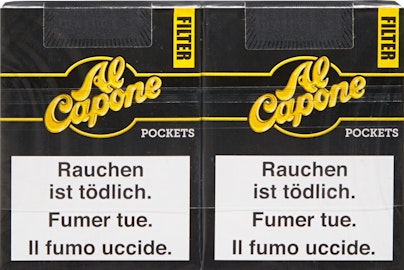 FILTER
Al
Capone
POCKETS
Rauchen
ist tödlich.
Fumer tue.
Il fumo uccide.
FILTER
Al
Capone
POCKETS
Rauchen
ist tödlich.
Fumer tue.
Il fumo uccide.